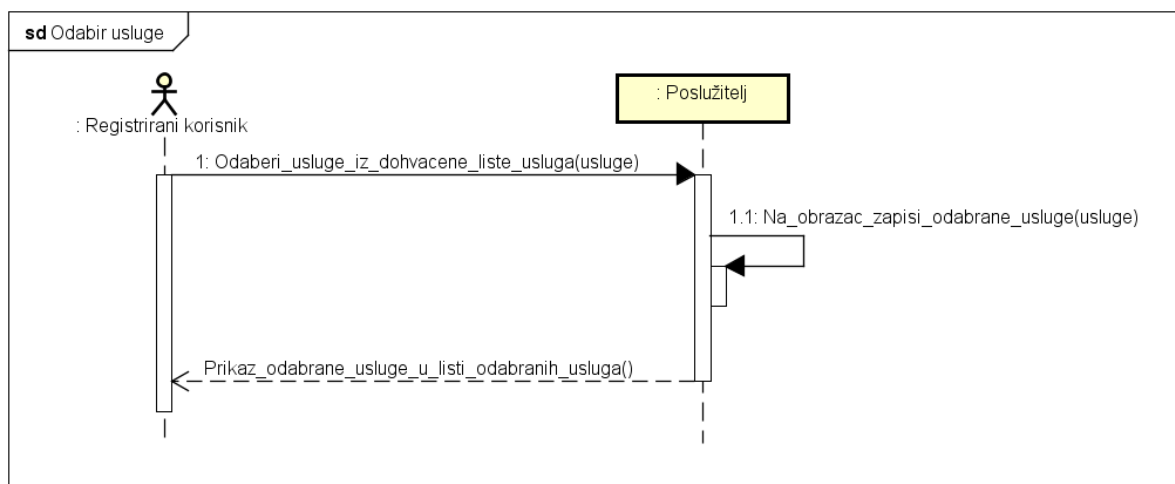 sd Odabir usluge
: Registrirani korisnik
: Poslužitelj
1: Odaberi_usluge_iz_dohvacene_liste_usluga(usluge)
1.1: Na_obrazac_zapisi_odabrane_usluge(usluge)
Prikaz_odabrane_usluge_u_listi_odabranih_usluga()